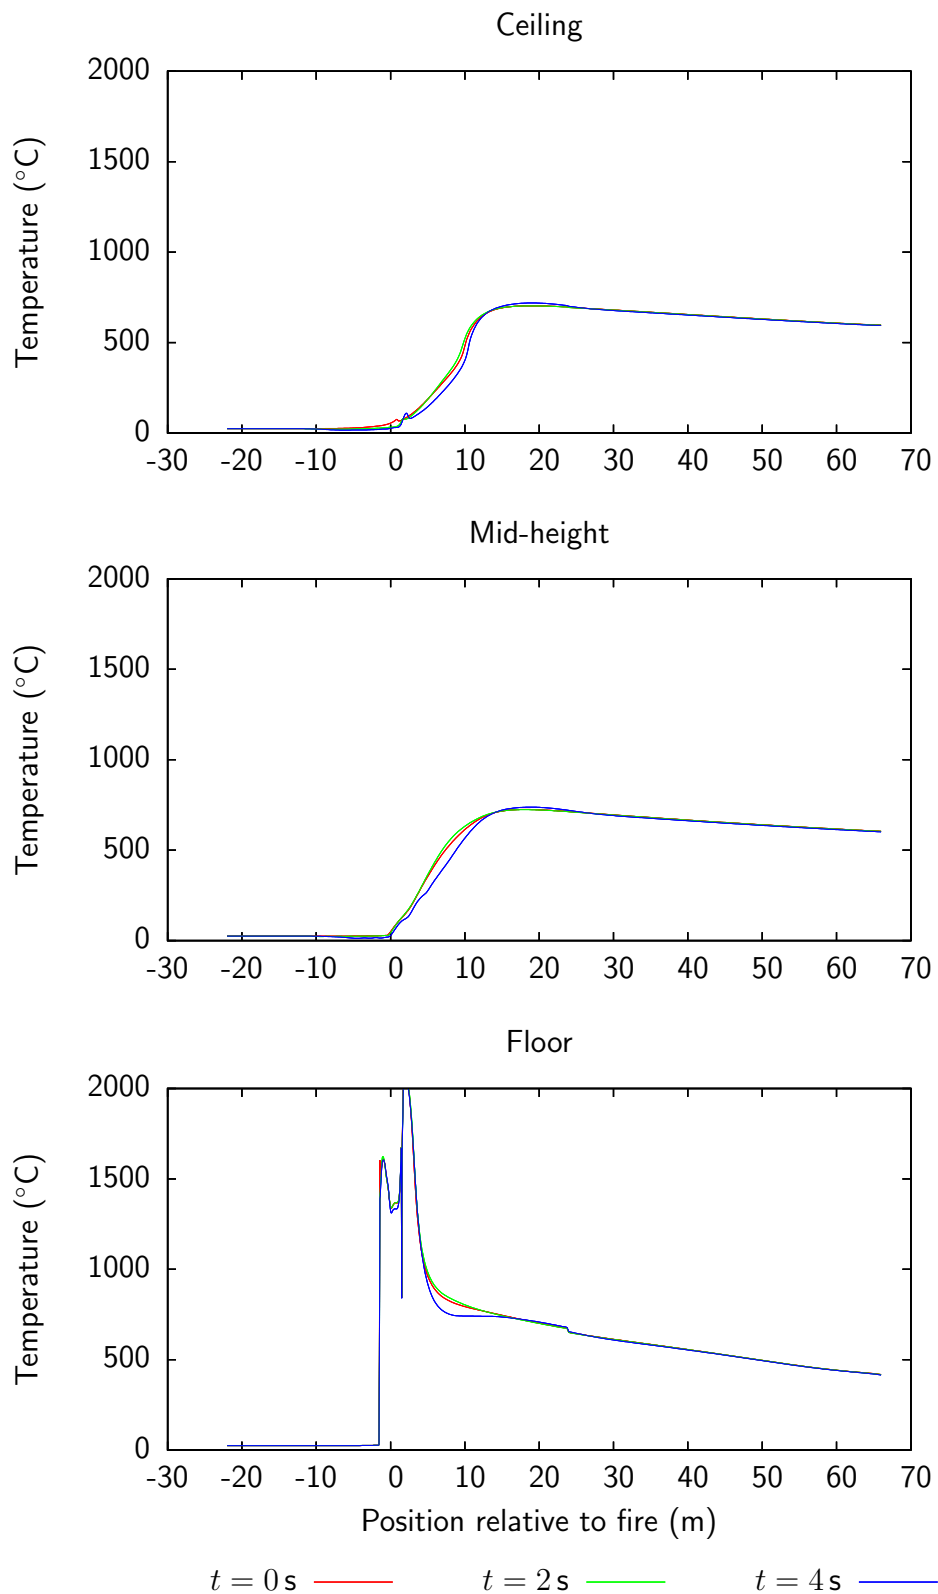 Ceiling
Temperature (°C)
2000
1500
1000
500
0
-30 -20 -10 0 10 20 30 40 50 60 70
Mid-height
Temperature (°C)
2000
1500
1000
500
0
-30 -20 -10 0 10 20 30 40 50 60 70
Floor
Temperature (°C)
2000
1500
1000
500
0
-30 -20 -10 0 10 20 30 40 50 60 70
Position relative to fire (m)
t = 0 s t = 2 s t = 4 s